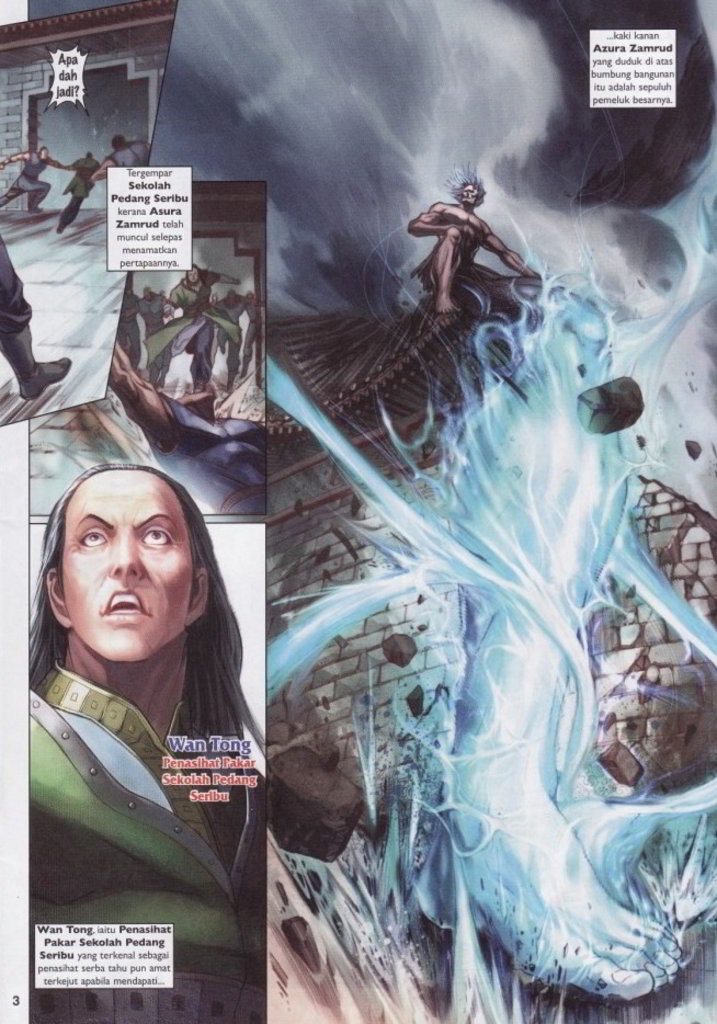 Apa
dah
jadi?
Tergempar
Sekolah
Pedang Seribu
kerana Asura
Zamrud telah
muncul selepas
menamatkan
pertapaannya.
Wan Tong
Penasihat Pakar
Sekolah Pedang
Seribu
Wan Tong, iaitu Penasihat
Pakar Sekolah Pedang
Seribu yang terkenal sebagai
penasihat serba tahu pun amat
terkejut apabila mendapati...
...kaki kanan
Azura Zamrud
yang duduk di atas
bumbung bangunan
itu adalah sepuluh
pemeluk besarnya.
3